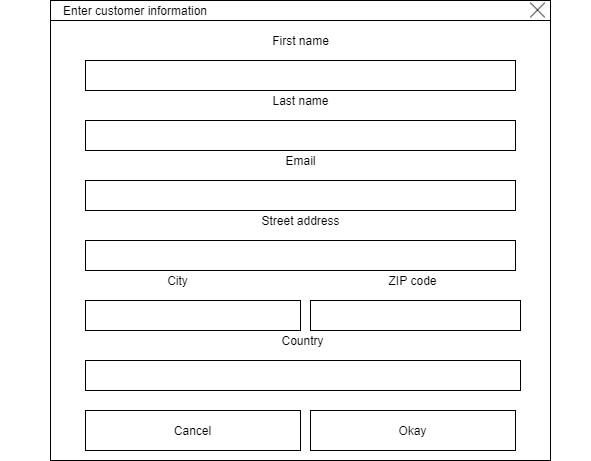 Enter customer information
First name
Last name
Email
Street address
City ZIP code
Country
Cancel Okay